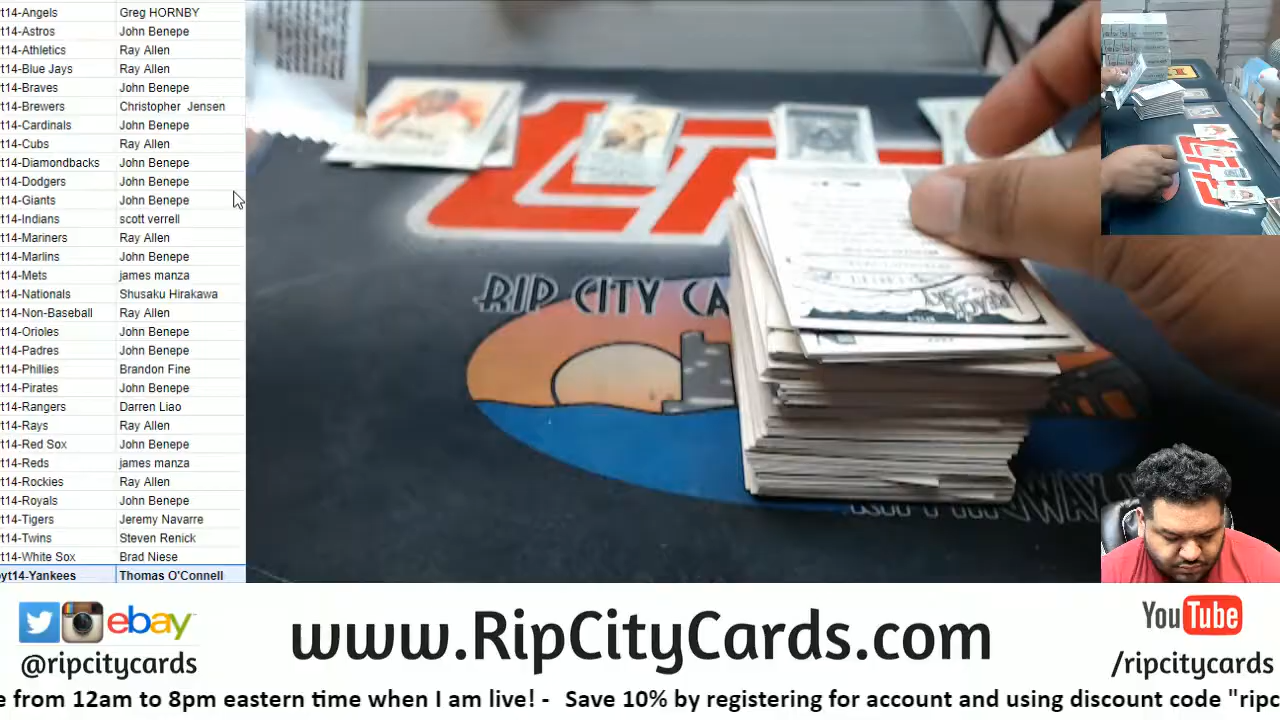 t14-Angels Greg HORNBY
t14-Astros John Benepe
t14-Athletics Ray Allen
t14-Blue Jays Ray Allen
t14-Braves John Benepe
t14-Brewers Christopher Jensen
t14-Cardinals John Benepe
t14-Cubs Ray Allen
t14-Diamondbacks John Benepe
t14-Dodgers John Benepe
t14-Giants John Benepe
t14-Indians scott verrell
t14-Mariners Ray Allen
t14-Marlins John Benepe
t14-Mets james manza
t14-Nationals Shusaku Hirakawa
t14-Non-Baseball Ray Allen
t14-Orioles John Benepe
t14-Padres John Benepe
t14-Phillies Brandon Fine
t14-Pirates John Benepe
t14-Rangers Darren Liao
t14-Rays Ray Allen
t14-Red Sox John Benepe
t14-Reds james manza
t14-Rockies Ray Allen
t14-Royals John Benepe
t14-Tigers Jeremy Navarre
t14-Twins Steven Renick
t14-White Sox Brad Niese
yt14-Yankees Thomas O'Connell
RIP CITY CA
ebay
@ripcitycards
www.RipCityCards.com
YouTube
/ripcitycards
e from 12am to 8pm eastern time when I am live! - Save 10% by registering for account and using discount code "ripc